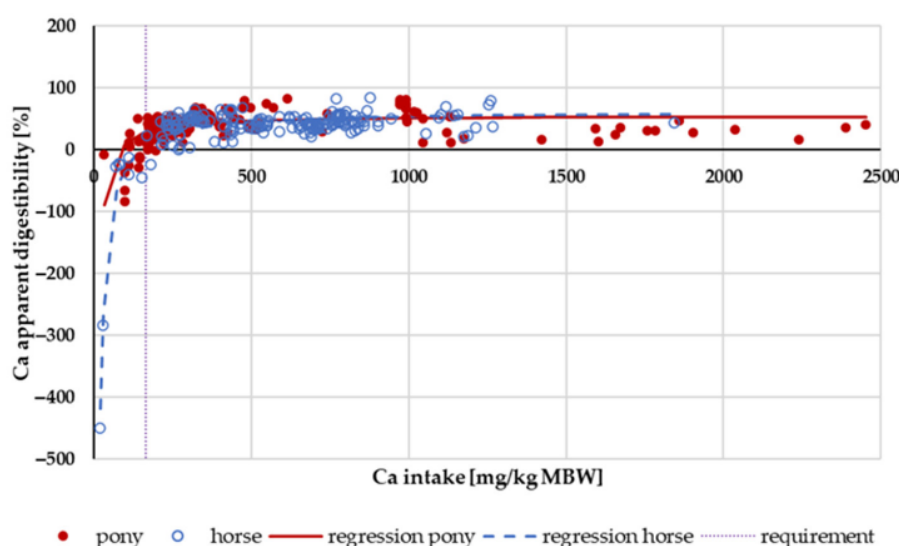 200
100
0
0 500 1000 1500 2000 2500
−100
−200
−300
−400
−500
Ca apparent digestibility [%]
Ca intake [mg/kg MBW]
pony horse regression pony regression horse requirement